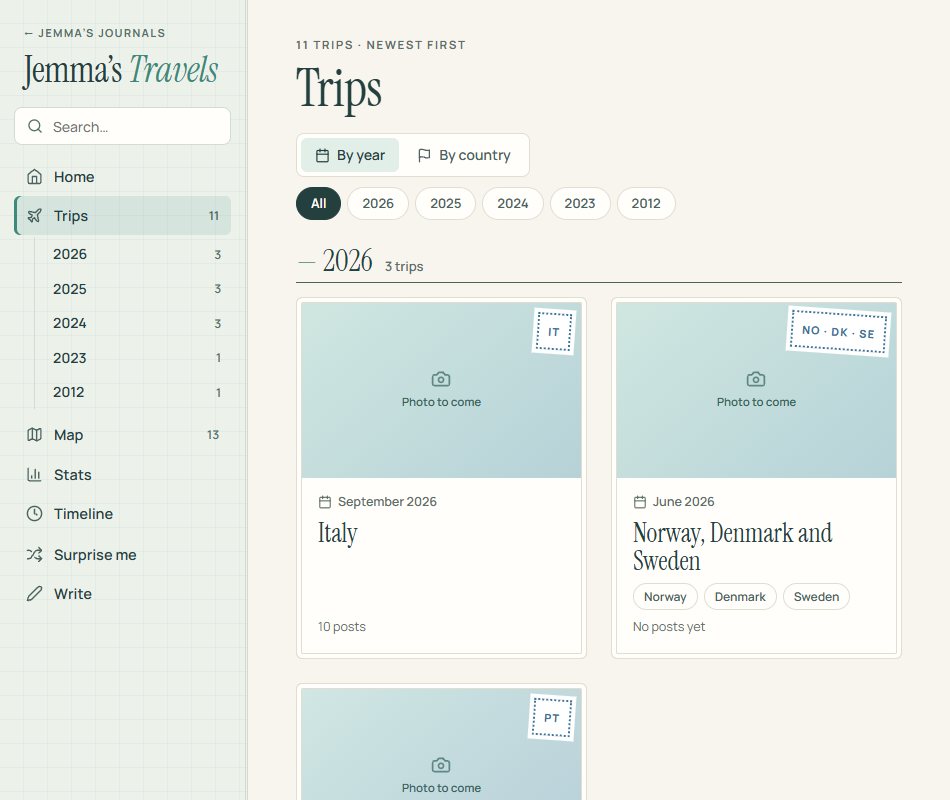 ← JEMMA'S JOURNALS
Jemma's Travels
Search...
Home
Trips 11
2026 3
2025 3
2024 3
2023 1
2012 1
Map 13
Stats
Timeline
Surprise me
Write
11 TRIPS · NEWEST FIRST
Trips
By year By country
All 2026 2025 2024 2023 2012
— 2026 3 trips
IT
Photo to come
September 2026
Italy
10 posts
NO · DK · SE
Photo to come
June 2026
Norway, Denmark and
Sweden
Norway Denmark Sweden
No posts yet
PT
Photo to come